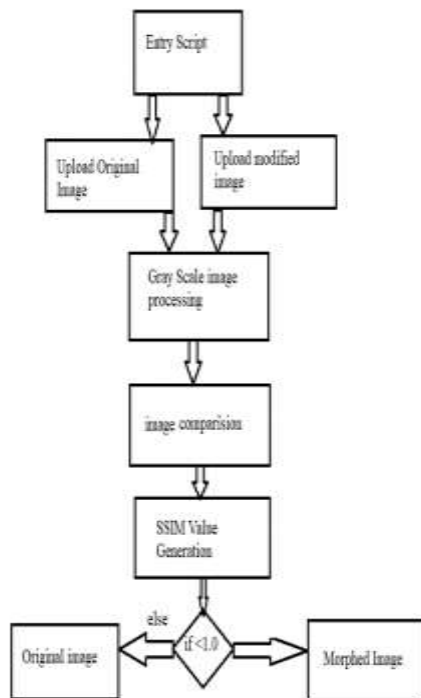 Entry Script
Upload Original
Image
Upload modified
image
Gray Scale image
processing
image comparision
SSIM Value
Generation
else
if <1.0
Original image
Morphed Image